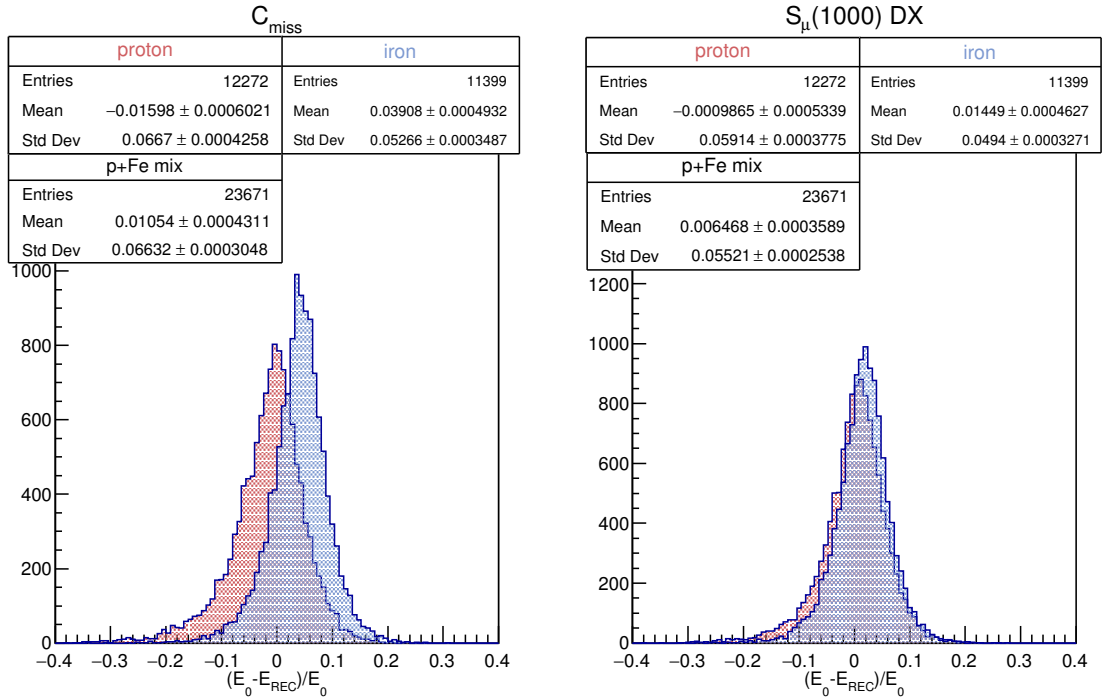 C_miss
proton iron
Entries 12272 Entries 11399
Mean −0.01598 ± 0.0006021 Mean 0.03908 ± 0.0004932
Std Dev 0.0667 ± 0.0004258 Std Dev 0.05266 ± 0.0003487
p+Fe mix
Entries 23671
Mean 0.01054 ± 0.0004311
Std Dev 0.06632 ± 0.0003048
1000
800
600
400
200
0
−0.4 −0.3 −0.2 −0.1 0 0.1 0.2 0.3 0.4
(E_0-E_REC)/E_0
S_μ(1000) DX
proton iron
Entries 12272 Entries 11399
Mean −0.0009865 ± 0.0005339 Mean 0.01449 ± 0.0004627
Std Dev 0.05914 ± 0.0003775 Std Dev 0.0494 ± 0.0003271
p+Fe mix
Entries 23671
Mean 0.006468 ± 0.0003589
Std Dev 0.05521 ± 0.0002538
1200
1000
800
600
400
200
0
−0.4 −0.3 −0.2 −0.1 0 0.1 0.2 0.3 0.4
(E_0-E_REC)/E_0